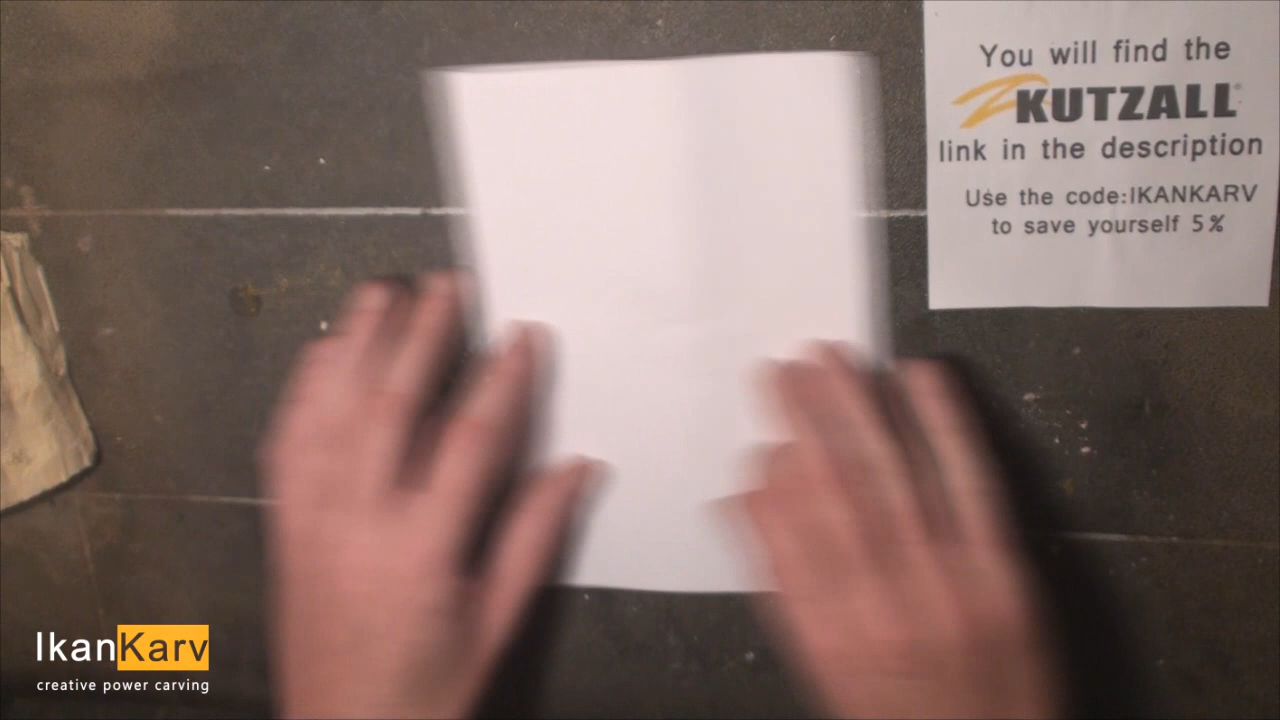 You will find the
KUTZALL
link in the description
Use the code:IKANKARV
to save yourself 5%
IkanKarv
creative power carving